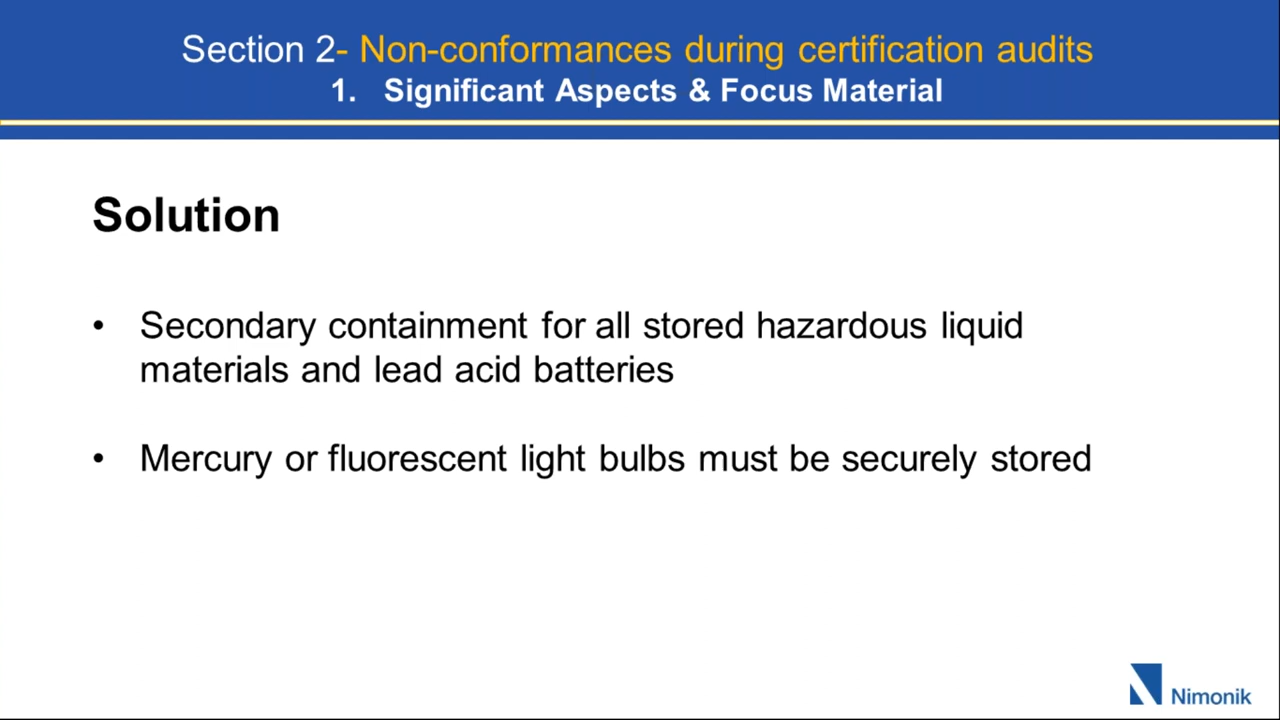 Section 2- Non-conformances during certification audits
1. Significant Aspects & Focus Material
Solution
• Secondary containment for all stored hazardous liquid
materials and lead acid batteries
• Mercury or fluorescent light bulbs must be securely stored
Nimonik